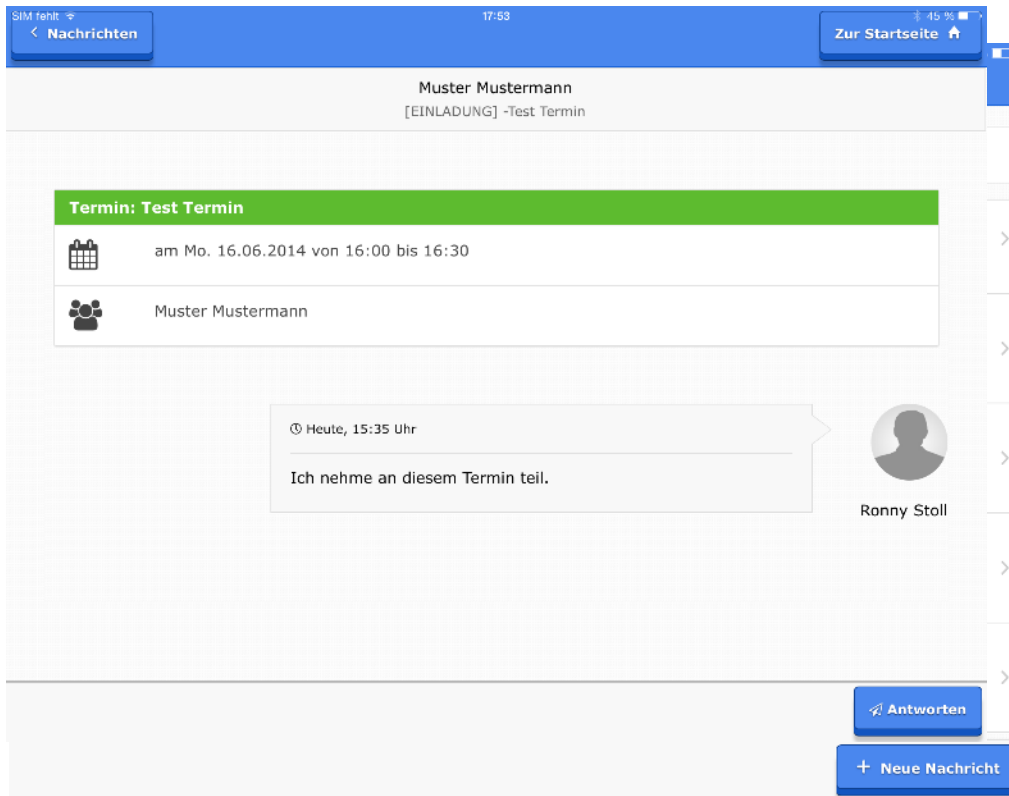 SIM fehlt 17:53 45 %
Nachrichten
Zur Startseite
Muster Mustermann
[EINLADUNG] -Test Termin
Termin: Test Termin
am Mo. 16.06.2014 von 16:00 bis 16:30
Muster Mustermann
Heute, 15:35 Uhr
Ich nehme an diesem Termin teil.
Ronny Stoll
Antworten
+ Neue Nachricht